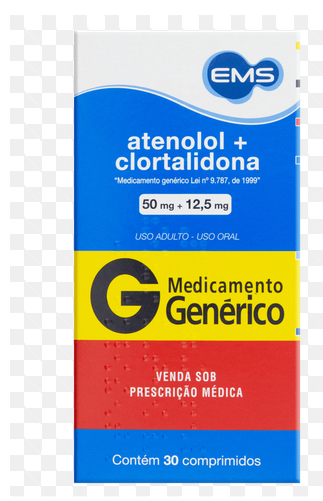 EMS
atenolol +
clortalidona
"Medicamento genérico Lei nº 9.787, de 1999"
50 mg + 12,5 mg
USO ADULTO - USO ORAL
G Medicamento
Genérico
VENDA SOB
PRESCRIÇÃO MÉDICA
Contém 30 comprimidos